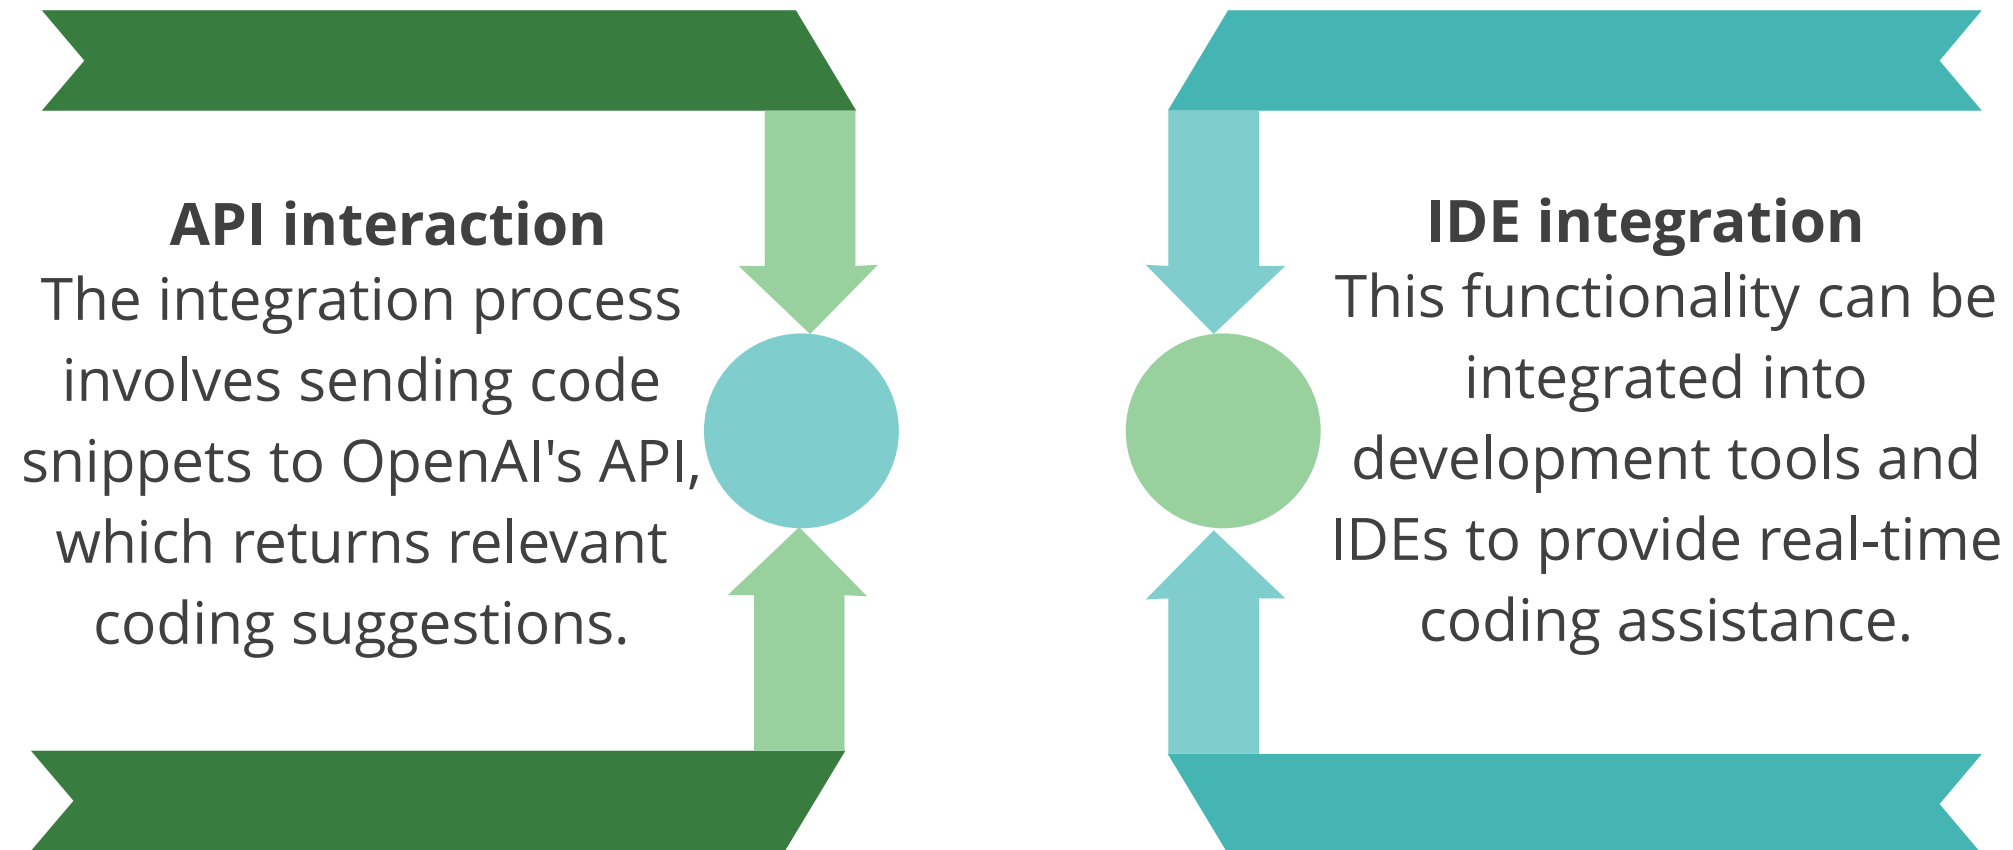 API interaction
The integration process
involves sending code
snippets to OpenAI's API,
which returns relevant
coding suggestions.
IDE integration
This functionality can be
integrated into
development tools and
IDEs to provide real-time
coding assistance.